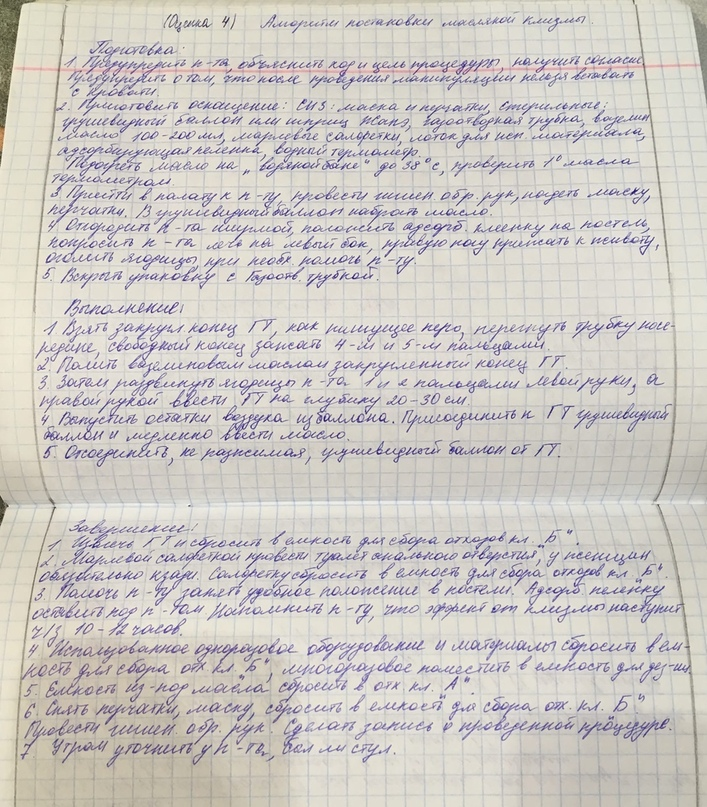 (Оценка 4) Алгоритм постановки масляной клизмы.
Подготовка:
1. Предупредить п-та, объяснить ход и цель процедуры, получить согласие
Предупредить о том, что после проведения манипуляции нельзя вставать
с кровати.
2. Приготовить оснащение: СИЗ: маска и перчатки, стерильные;
грушевидный баллон или шприц Жанэ, газоотводная трубка, вазелин
масло 100-200 мл, марлевые салфетки, лоток для исп. материала,
адсорбирующая пеленка, водный термометр.
Подогреть масло на "водяной бане" до 38°С, проверить t° масла
термометром.
3. Прийти в палату к п-ту, провести гигиен. обр. рук, надеть маску,
перчатки. В грушевидный баллон набрать масло.
4 Отгородить п-та ширмой, положить адсорб. клеенку на постель,
попросить п-та лечь на левый бок, правую ногу прижать к животу,
оголить ягодицы, при необх. помочь п-ту.
5. Вскрыть упаковку с Газоотв. трубкой.
Выполнение:
1. Взять закругл конец ГТ, как пишущее перо, перегнуть трубку посе-
редине, свободный конец зажать 4-м и 5-м пальцами.
2. Полить вазелиновым маслом закругленный конец ГТ.
3. Затем раздвинуть ягодицы п-та 1 и 2 пальцами левой руки, а
правой рукой ввести ГТ на глубину 20-30 см.
4. Выпустить остатки воздуха из баллона. Присоединить к ГТ грушевидный
баллон и медленно ввести масло.
5. Отсоединить, не разжимая, грушевидный баллон от ГТ.
Завершение:
1. Извлечь ГТ и сбросить в емкость для сбора отходов кл. "Б".
2. Марлевой салфеткой провести туалет анального отверстия, у женщин
обязательно кзади. Салфетку сбросить в емкость для сбора отходов кл. "Б".
3. Помочь п-ту занять удобное положение в постели. Адсорб. пелёнку
оставить под п-том. Напомнить п-ту, что эффект от клизмы наступит
ч/з 10-12 часов.
4. Использованное одноразовое оборудование и материалы сбросить в ем-
кость для сбора отх. кл. "Б", многоразовое поместить в емкость для дез-ии.
5. Емкость из-под масла сбросить в отх. кл. "А".
6. Снять перчатки, маску, сбросить в емкость для сбора отх. кл. "Б".
Провести гигиен. обр. рук. Сделать запись о проведенной процедуре.
7. Утром уточнить у п-та, был ли стул.